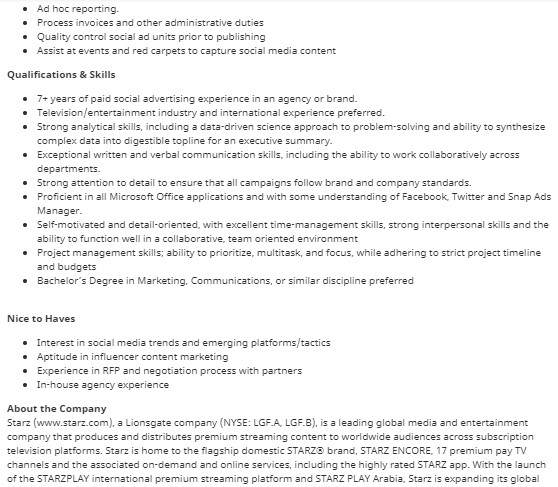 • Ad hoc reporting.
• Process invoices and other administrative duties
• Quality control social ad units prior to publishing
• Assist at events and red carpets to capture social media content
Qualifications & Skills
• 7+ years of paid social advertising experience in an agency or brand.
• Television/entertainment industry and international experience preferred.
• Strong analytical skills, including a data-driven science approach to problem-solving and ability to synthesize
complex data into digestible topline for an executive summary.
• Exceptional written and verbal communication skills, including the ability to work collaboratively across
departments.
• Strong attention to detail to ensure that all campaigns follow brand and company standards.
• Proficient in all Microsoft Office applications and with some understanding of Facebook, Twitter and Snap Ads
Manager.
• Self-motivated and detail-oriented, with excellent time-management skills, strong interpersonal skills and the
ability to function well in a collaborative, team oriented environment
• Project management skills; ability to prioritize, multitask, and focus, while adhering to strict project timeline
and budgets
• Bachelor's Degree in Marketing, Communications, or similar discipline preferred
Nice to Haves
• Interest in social media trends and emerging platforms/tactics
• Aptitude in influencer content marketing
• Experience in RFP and negotiation process with partners
• In-house agency experience
About the Company
Starz (www.starz.com), a Lionsgate company (NYSE: LGF.A, LGF.B), is a leading global media and entertainment
company that produces and distributes premium streaming content to worldwide audiences across subscription
television platforms. Starz is home to the flagship domestic STARZ® brand, STARZ ENCORE, 17 premium pay TV
channels and the associated on-demand and online services, including the highly rated STARZ app. With the launch
of the STARZPLAY international premium streaming platform and STARZ PLAY Arabia, Starz is expanding its global